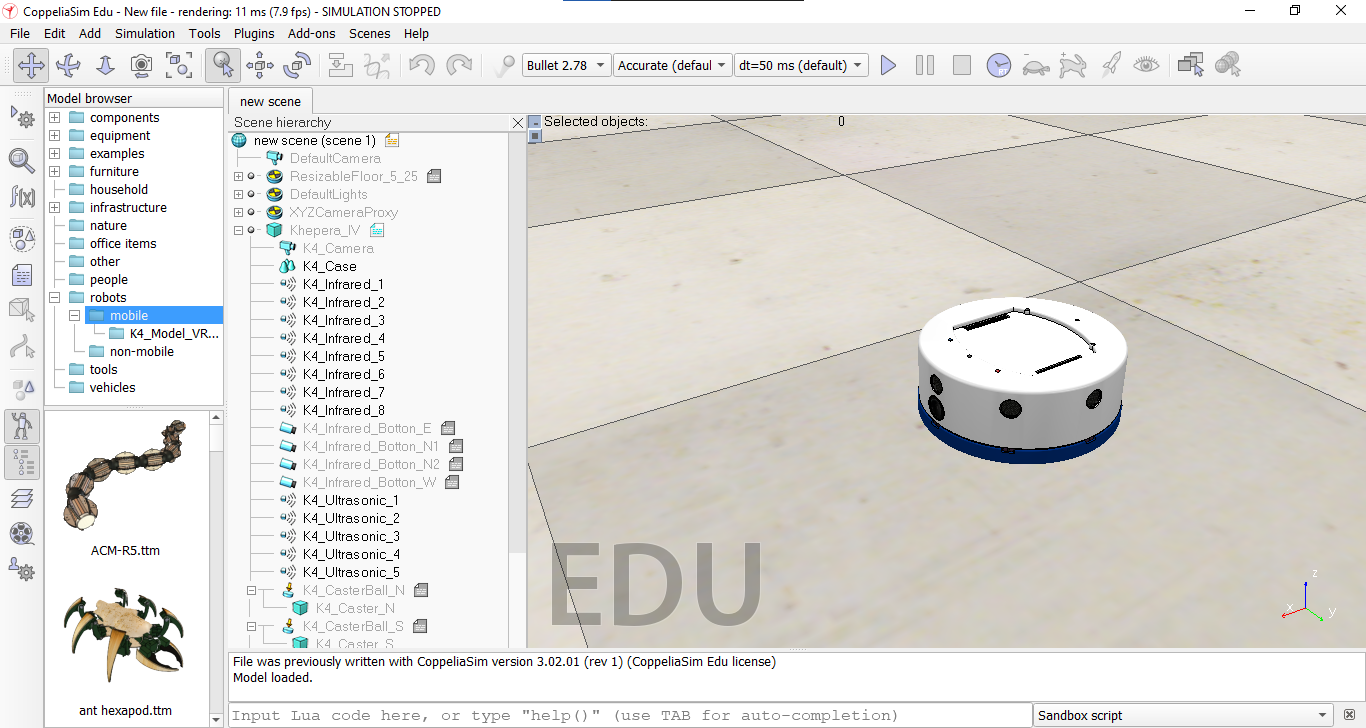 CoppeliaSim Edu - New file - rendering: 11 ms (7.9 fps) - SIMULATION STOPPED
File Edit Add Simulation Tools Plugins Add-ons Scenes Help
Bullet 2.78 Accurate (defaul dt=50 ms (default) RT
f(x)
Model browser
components
equipment
examples
furniture
household
infrastructure
nature
office items
other
people
robots
mobile
K4_Model_VR...
non-mobile
tools
vehicles
ACM-R5.ttm
ant hexapod.ttm
new scene
Scene hierarchy
new scene (scene 1)
DefaultCamera
ResizableFloor_5_25
DefaultLights
XYZCameraProxy
Khepera_IV
K4_Camera
K4_Case
K4_Infrared_1
K4_Infrared_2
K4_Infrared_3
K4_Infrared_4
K4_Infrared_5
K4_Infrared_6
K4_Infrared_7
K4_Infrared_8
K4_Infrared_Botton_E
K4_Infrared_Botton_N1
K4_Infrared_Botton_N2
K4_Infrared_Botton_W
K4_Ultrasonic_1
K4_Ultrasonic_2
K4_Ultrasonic_3
K4_Ultrasonic_4
K4_Ultrasonic_5
K4_CasterBall_N
K4_Caster_N
K4_CasterBall_S
K4_Caster_S
Selected objects: 0
EDU
z
x
y
File was previously written with CoppeliaSim version 3.02.01 (rev 1) (CoppeliaSim Edu license)
Model loaded.
Input Lua code here, or type "help()" (use TAB for auto-completion)
Sandbox script